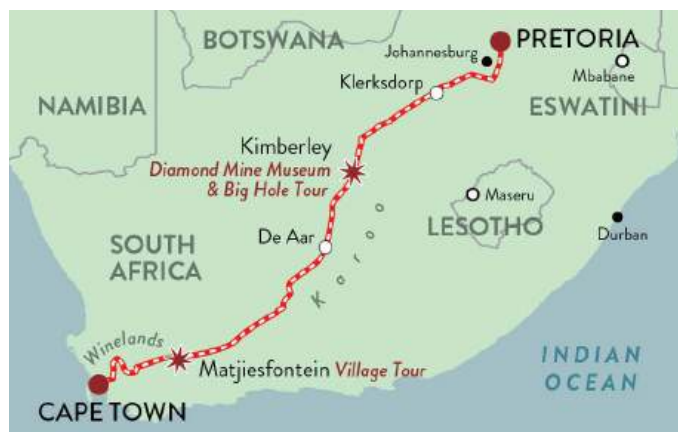 BOTSWANA
PRETORIA
Johannesburg
Mbabane
Klerksdorp
NAMIBIA
ESWATINI
Kimberley
Diamond Mine Museum
& Big Hole Tour
Maseru
LESOTHO
Durban
De Aar
Karoo
SOUTH
AFRICA
Winelands
INDIAN
OCEAN
Matjiesfontein Village Tour
CAPE TOWN